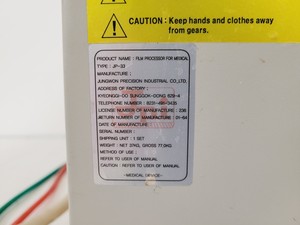 CAUTION : Keep hands and clothes away
from gears.
PRODUCT NAME : FILM PROCESSOR FOR MEDICAL
TYPE : JP-33
MANUFACTURE :
JUNGWON PRECISION INDUSTRIAL CO.,LTD.
ADDRESS OF FACTORY :
TELEPHONE NUMBER :
LICENSE NUMBER OF MANUFACTURE :
RETURN NUMBER OF MANUFACTURE :
DATE OF MANUFACTURE :
SERIAL NUMBER :
SHIPPING UNIT : 1 SET
WEIGHT : NET 37KG, GROSS 77.5KG
METHOD OF USE :
REFER TO USER OF MANUAL
CAUTION : REFER TO USER OF MANUAL
-MEDICAL DEVICE-